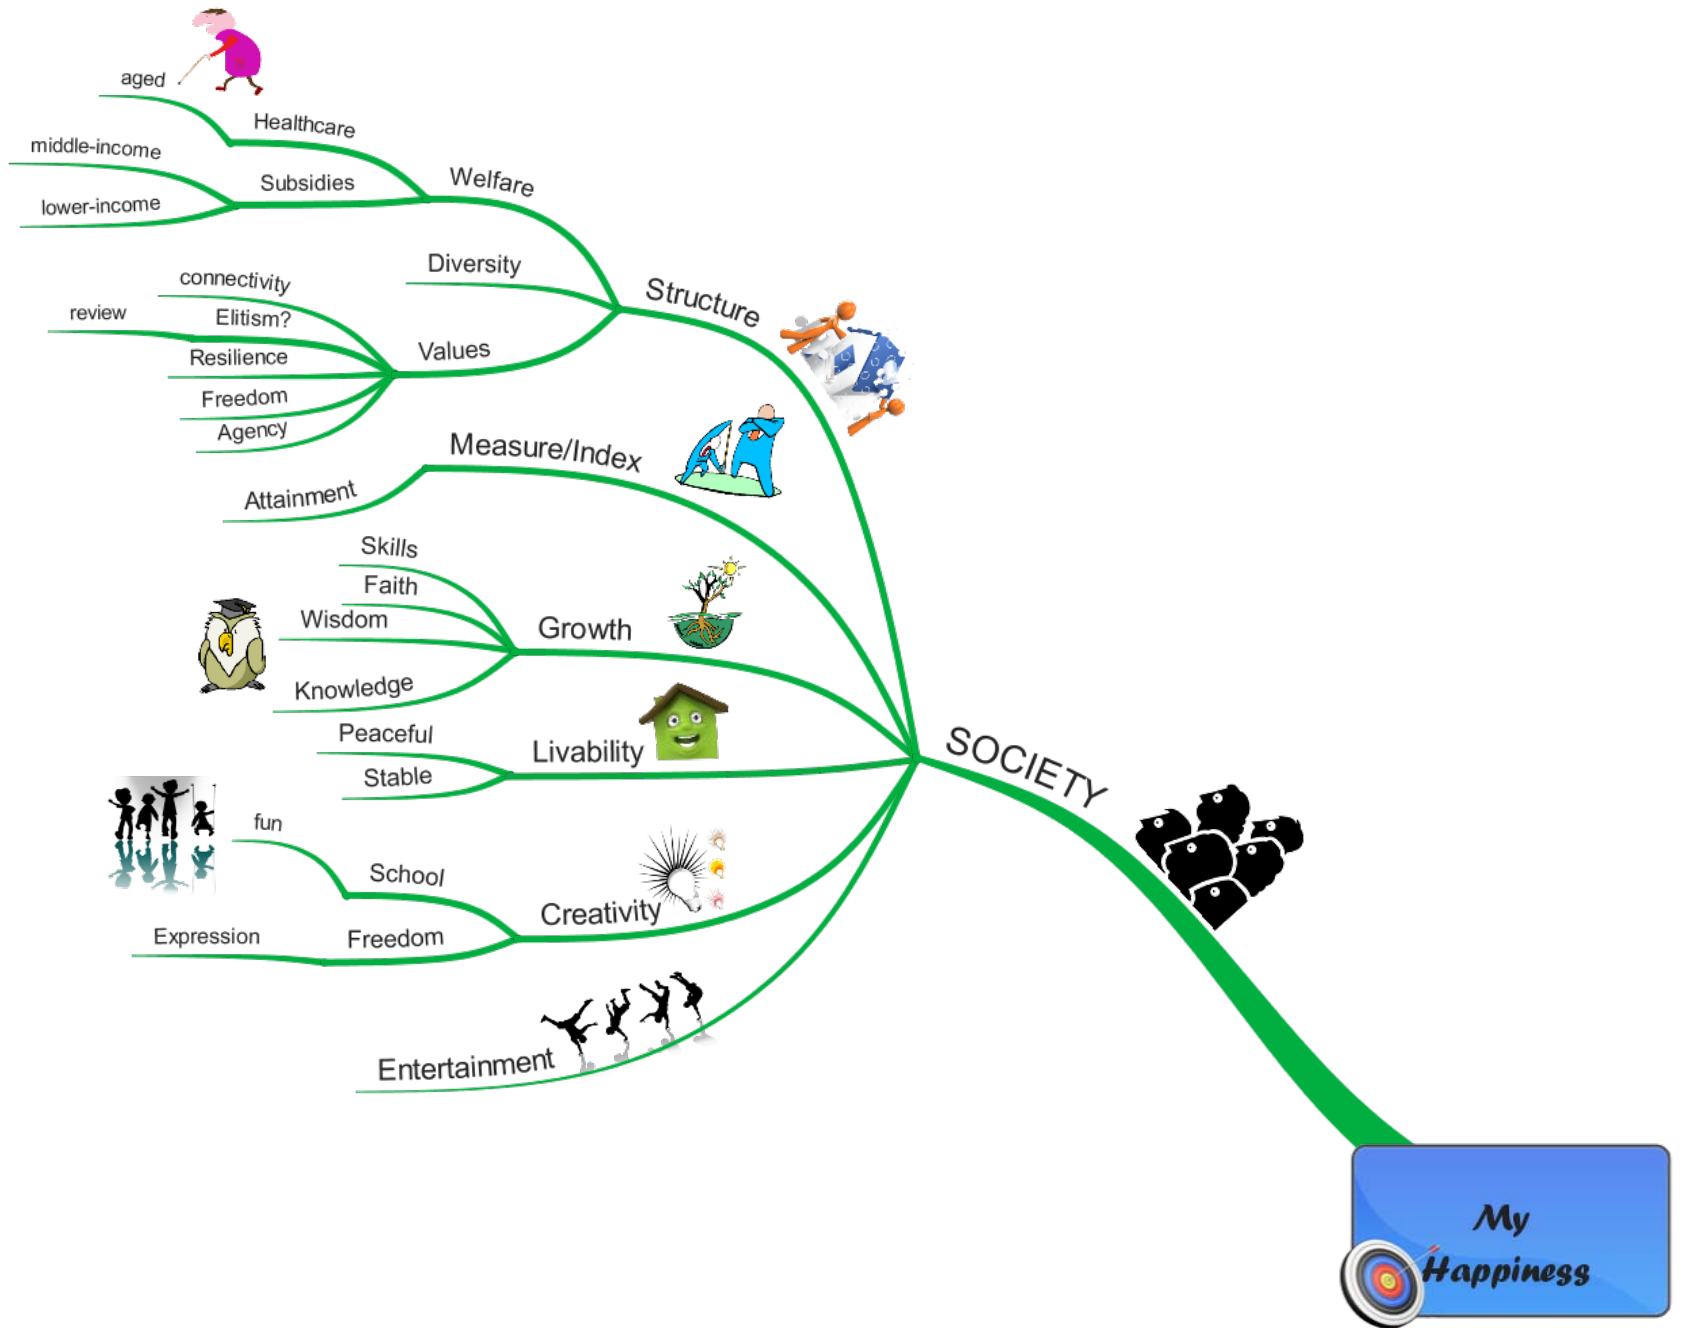 aged
Healthcare
middle-income
Subsidies
lower-income
Welfare
Diversity
connectivity
review
Elitism?
Resilience
Freedom
Agency
Values
Structure
Measure/Index
Attainment
Skills
Faith
Wisdom
Knowledge
Growth
Peaceful
Stable
Livability
fun
School
Expression
Freedom
Creativity
Entertainment
SOCIETY
My
Happiness